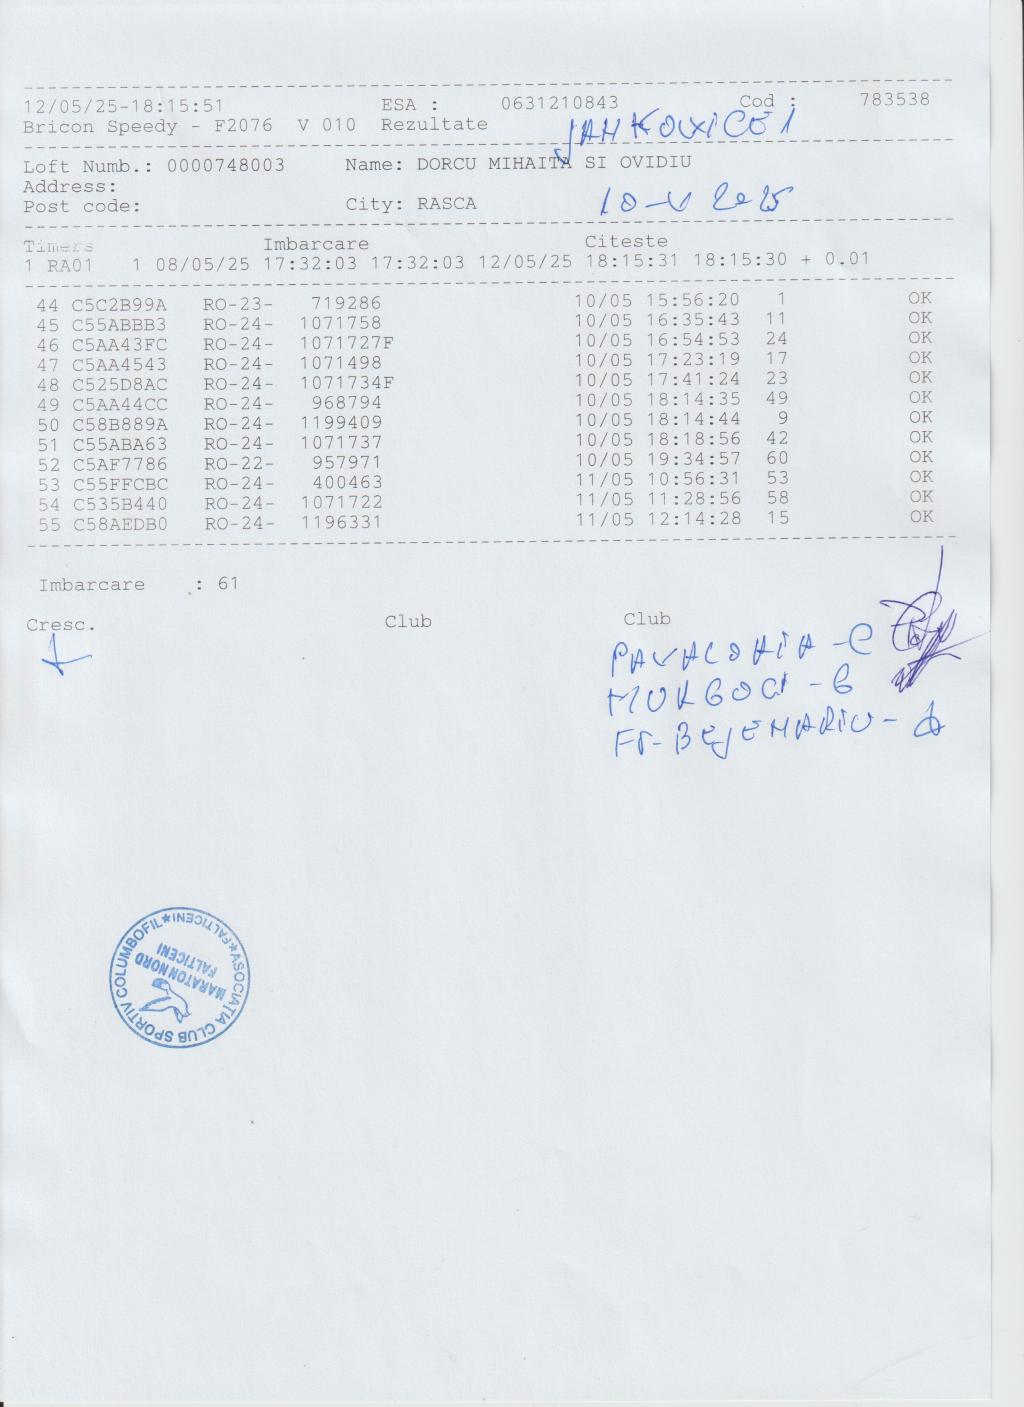 12/05/25-18:15:51 ESA : 0631210843 Cod : 783538
Bricon Speedy - F2076 V 010 Rezultate
JANKOWICE 1
Loft Numb.: 0000748003 Name: DORCU MIHAITA SI OVIDIU
Address:
Post code: City: RASCA
10-V 2025
Timers Imbarcare Citeste
1 RA01 1 08/05/25 17:32:03 17:32:03 12/05/25 18:15:31 18:15:30 + 0.01
44 C5C2B99A RO-23- 719286 10/05 15:56:20 1 OK
45 C55ABBB3 RO-24- 1071758 10/05 16:35:43 11 OK
46 C5AA43FC RO-24- 1071727F 10/05 16:54:53 24 OK
47 C5AA4543 RO-24- 1071498 10/05 17:23:19 17 OK
48 C525D8AC RO-24- 1071734F 10/05 17:41:24 23 OK
49 C5AA44CC RO-24- 968794 10/05 18:14:35 49 OK
50 C58B889A RO-24- 1199409 10/05 18:14:44 9 OK
51 C55ABA63 RO-24- 1071737 10/05 18:18:56 42 OK
52 C5AF7786 RO-22- 957971 10/05 19:34:57 60 OK
53 C55FFCBC RO-24- 400463 11/05 10:56:31 53 OK
54 C535B440 RO-24- 1071722 11/05 11:28:56 58 OK
55 C58AEDB0 RO-24- 1196331 11/05 12:14:28 15 OK
Imbarcare : 61
Cresc. Club Club
ASOCIATIA CLUB SPORTIV COLUMBOFIL*FALTICENI*
MARATON NORD
FALTICENI